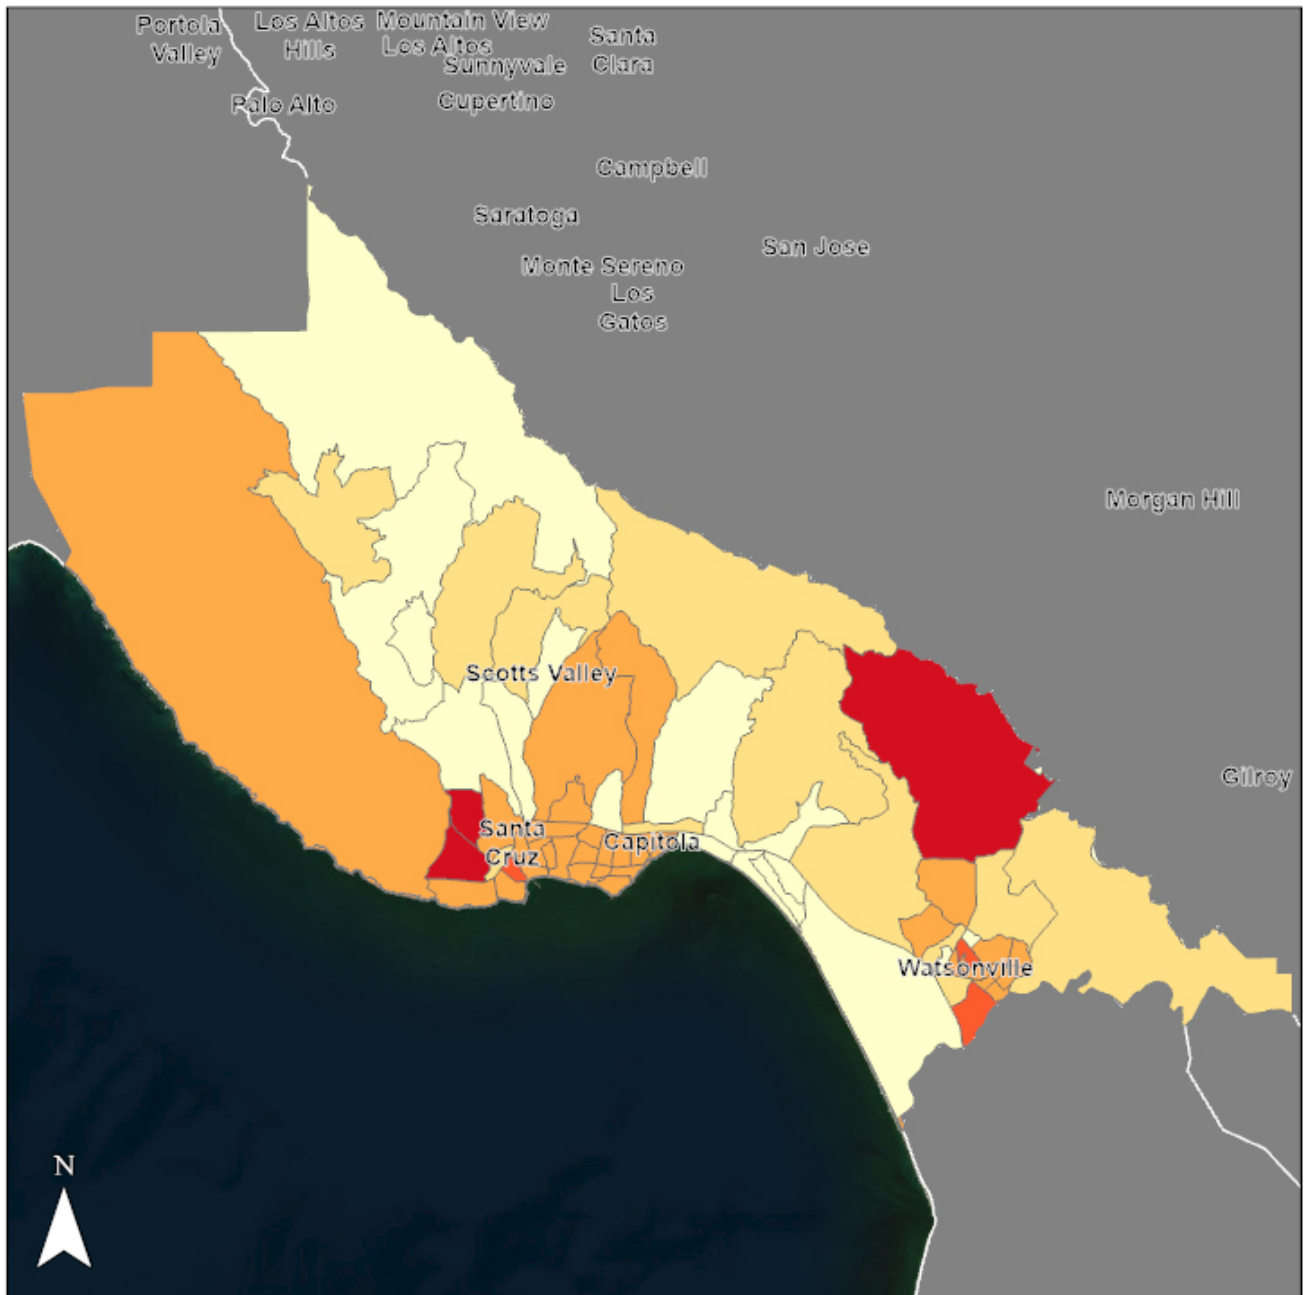 Portola
Valley
Los Altos
Hills
Mountain View
Los Altos
Sunnyvale
Santa
Clara
Palo Alto
Cupertino
Campbell
Saratoga
San Jose
Monte Sereno
Los
Gatos
Morgan Hill
Scotts Valley
Gilroy
Santa
Cruz
Capitola
Watsonville
N